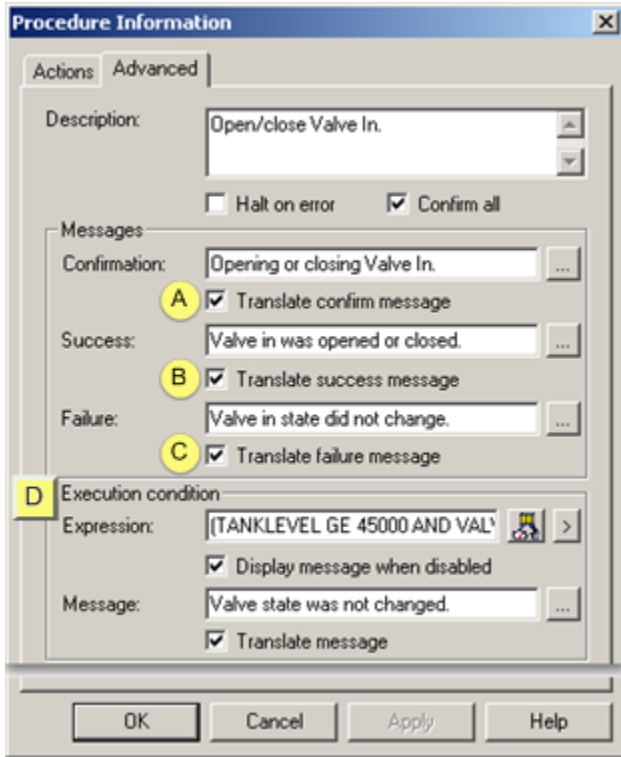 Procedure Information
Actions Advanced
Description: Open/close Valve In.
Halt on error Confirm all
Messages
Confirmation: Opening or closing Valve In. ...
A Translate confirm message
Success: Valve in was opened or closed. ...
B Translate success message
Failure: Valve in state did not change. ...
C Translate failure message
D Execution condition
Expression: (TANKLEVEL GE 45000 AND >
Display message when disabled
Message: Valve state was not changed. ...
Translate message
OK Cancel Apply Help